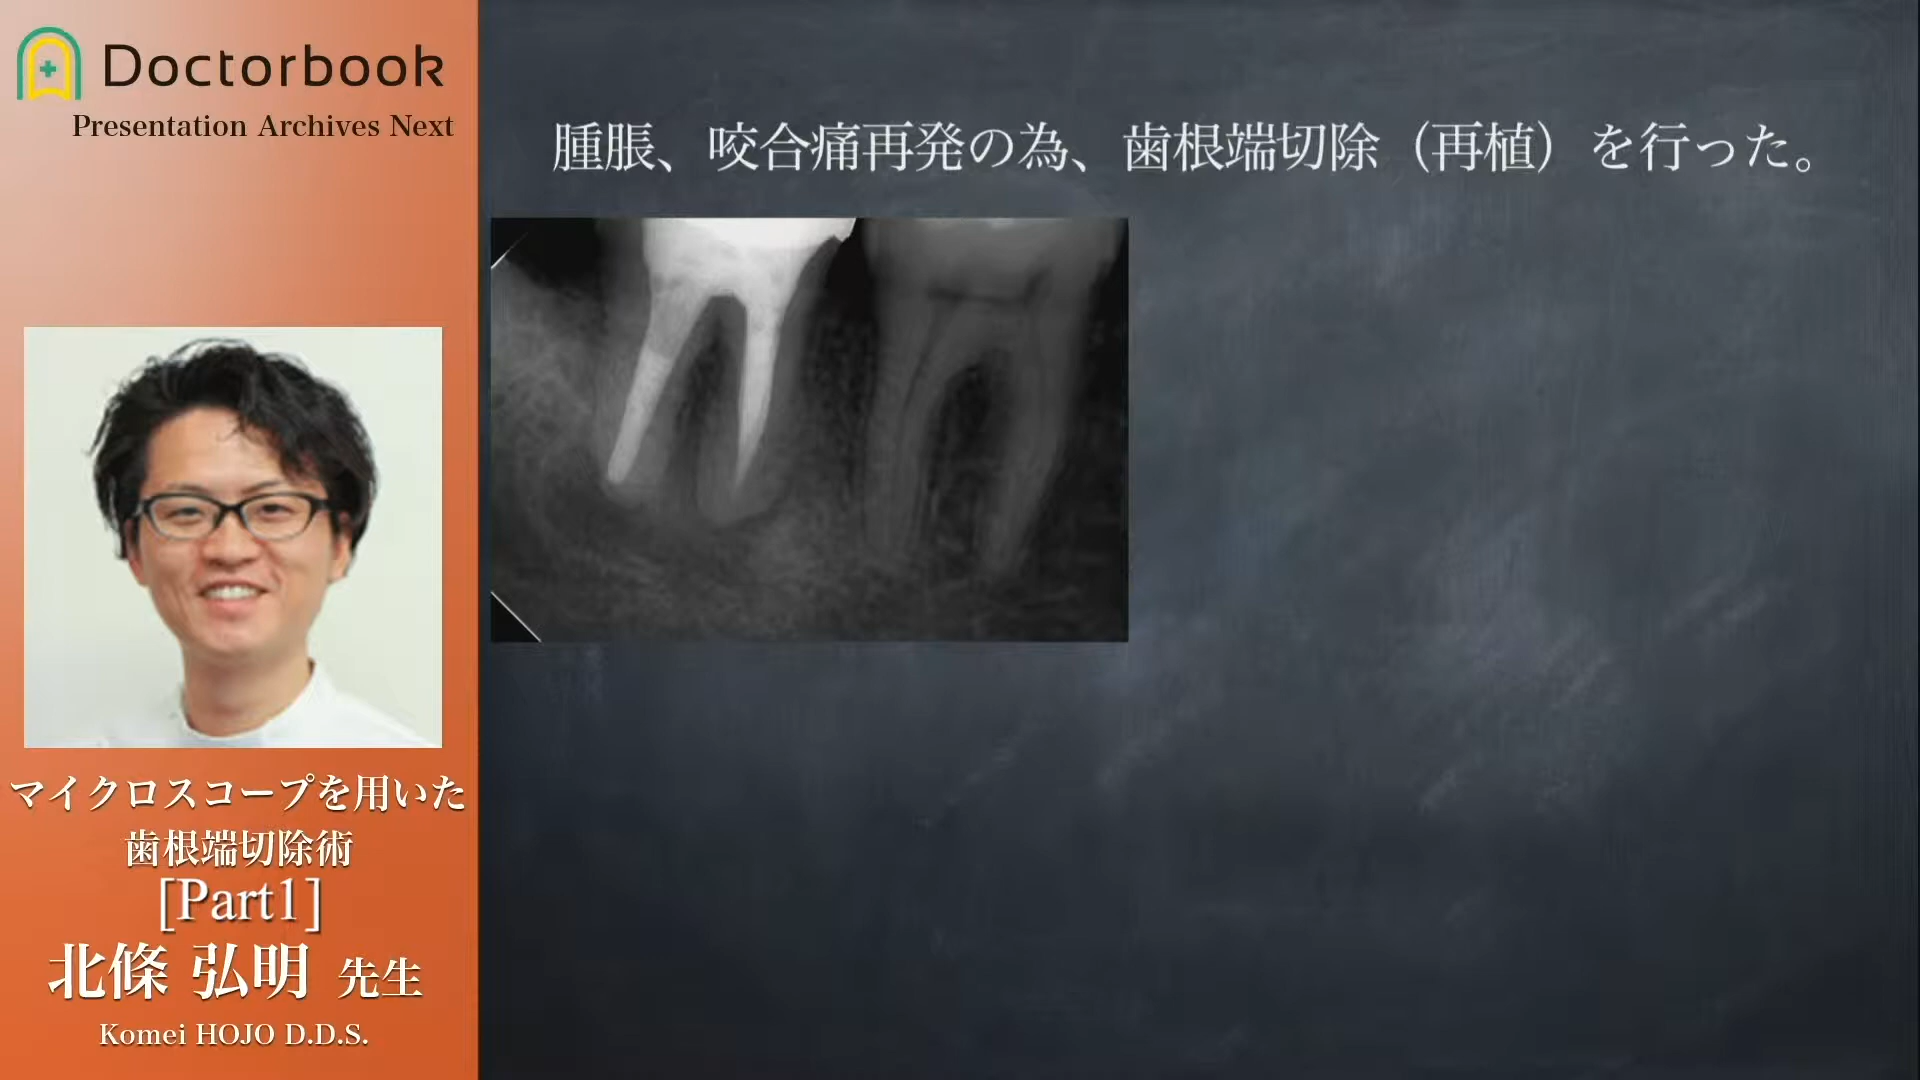 Doctorbook
Presentation Archives Next
腫脹、咬合痛再発の為、歯根端切除（再植）を行った。
マイクロスコープを用いた
歯根端切除術
[Part1]
北條 弘明 先生
Komei HOJO D.D.S.